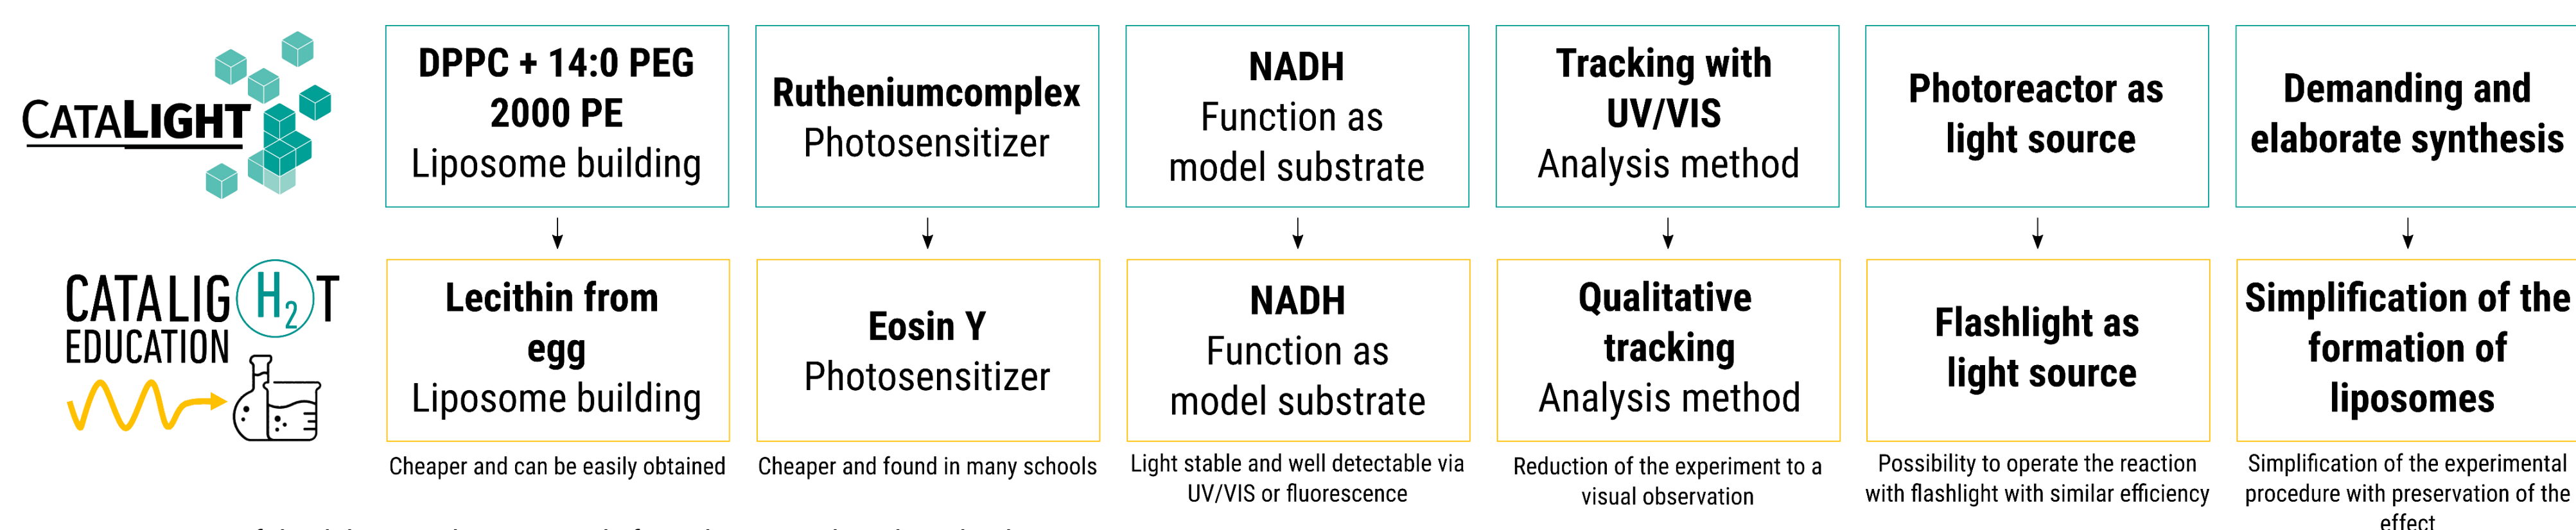 CATALIGHT
DPPC + 14:0 PEG
2000 PE
Liposome building
Rutheniumcomplex
Photosensitizer
NADH
Function as
model substrate
Tracking with
UV/VIS
Analysis method
Photoreactor as
light source
Demanding and
elaborate synthesis
CATALIGH2T
EDUCATION
Lecithin from
egg
Liposome building
Cheaper and can be easily obtained
Eosin Y
Photosensitizer
Cheaper and found in many schools
NADH
Function as
model substrate
Light stable and well detectable via
UV/VIS or fluorescence
Qualitative
tracking
Analysis method
Reduction of the experiment to a
visual observation
Flashlight as
light source
Possibility to operate the reaction
with flashlight with similar efficiency
Simplification of the
formation of
liposomes
Simplification of the experimental
procedure with preservation of the
effect